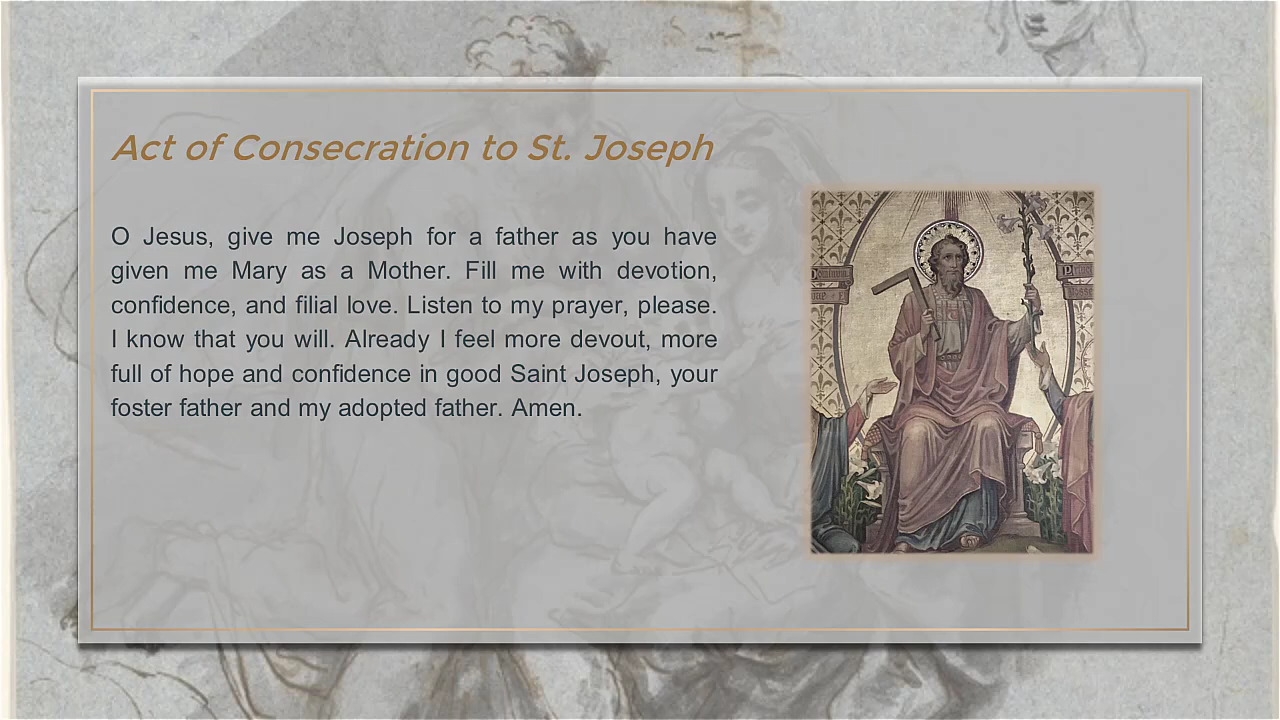 Act of Consecration to St. Joseph
O Jesus, give me Joseph for a father as you have
given me Mary as a Mother. Fill me with devotion,
confidence, and filial love. Listen to my prayer, please.
I know that you will. Already I feel more devout, more
full of hope and confidence in good Saint Joseph, your
foster father and my adopted father. Amen.